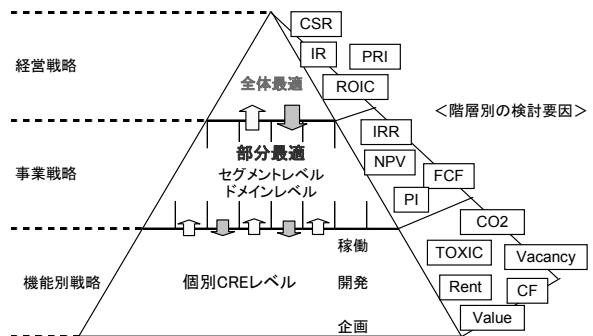 CSR
IR
PRI
経営戦略
全体最適
ROIC
＜階層別の検討要因＞
IRR
部分最適
NPV
事業戦略
セグメントレベル
FCF
ドメインレベル
PI
CO2
稼働
TOXIC
Vacancy
機能別戦略
個別CREレベル
開発
Rent
CF
Value
企画